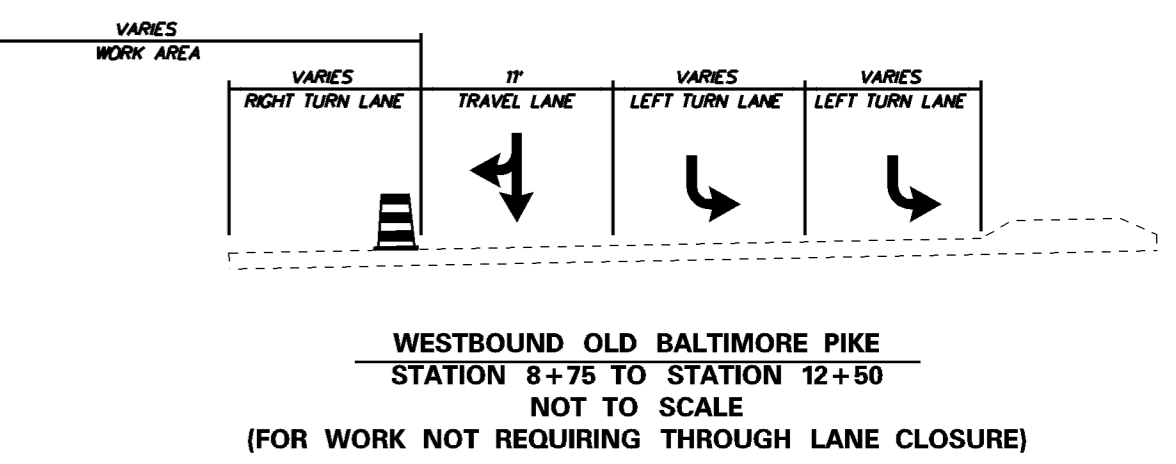 VARIES
WORK AREA
VARIES 11' VARIES VARIES
RIGHT TURN LANE TRAVEL LANE LEFT TURN LANE LEFT TURN LANE
WESTBOUND OLD BALTIMORE PIKE
STATION 8+75 TO STATION 12+50
NOT TO SCALE
(FOR WORK NOT REQUIRING THROUGH LANE CLOSURE)